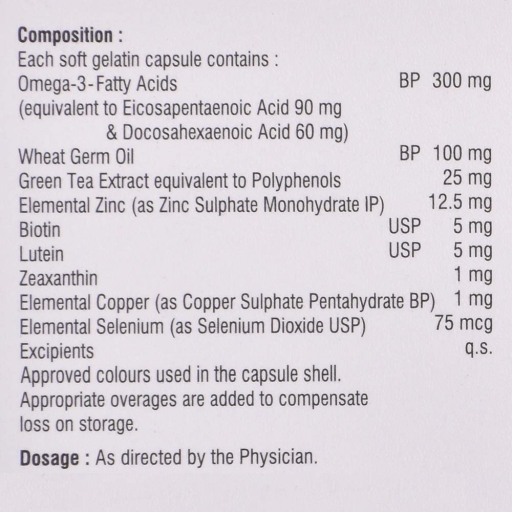 Composition :
Each soft gelatin capsule contains :
Omega-3-Fatty Acids BP 300 mg
(equivalent to Eicosapentaenoic Acid 90 mg
& Docosahexaenoic Acid 60 mg)
Wheat Germ Oil BP 100 mg
Green Tea Extract equivalent to Polyphenols 25 mg
Elemental Zinc (as Zinc Sulphate Monohydrate IP) 12.5 mg
Biotin USP 5 mg
Lutein USP 5 mg
Zeaxanthin 1 mg
Elemental Copper (as Copper Sulphate Pentahydrate BP) 1 mg
Elemental Selenium (as Selenium Dioxide USP) 75 mcg
Excipients q.s.
Approved colours used in the capsule shell.
Appropriate overages are added to compensate
loss on storage.
Dosage : As directed by the Physician.